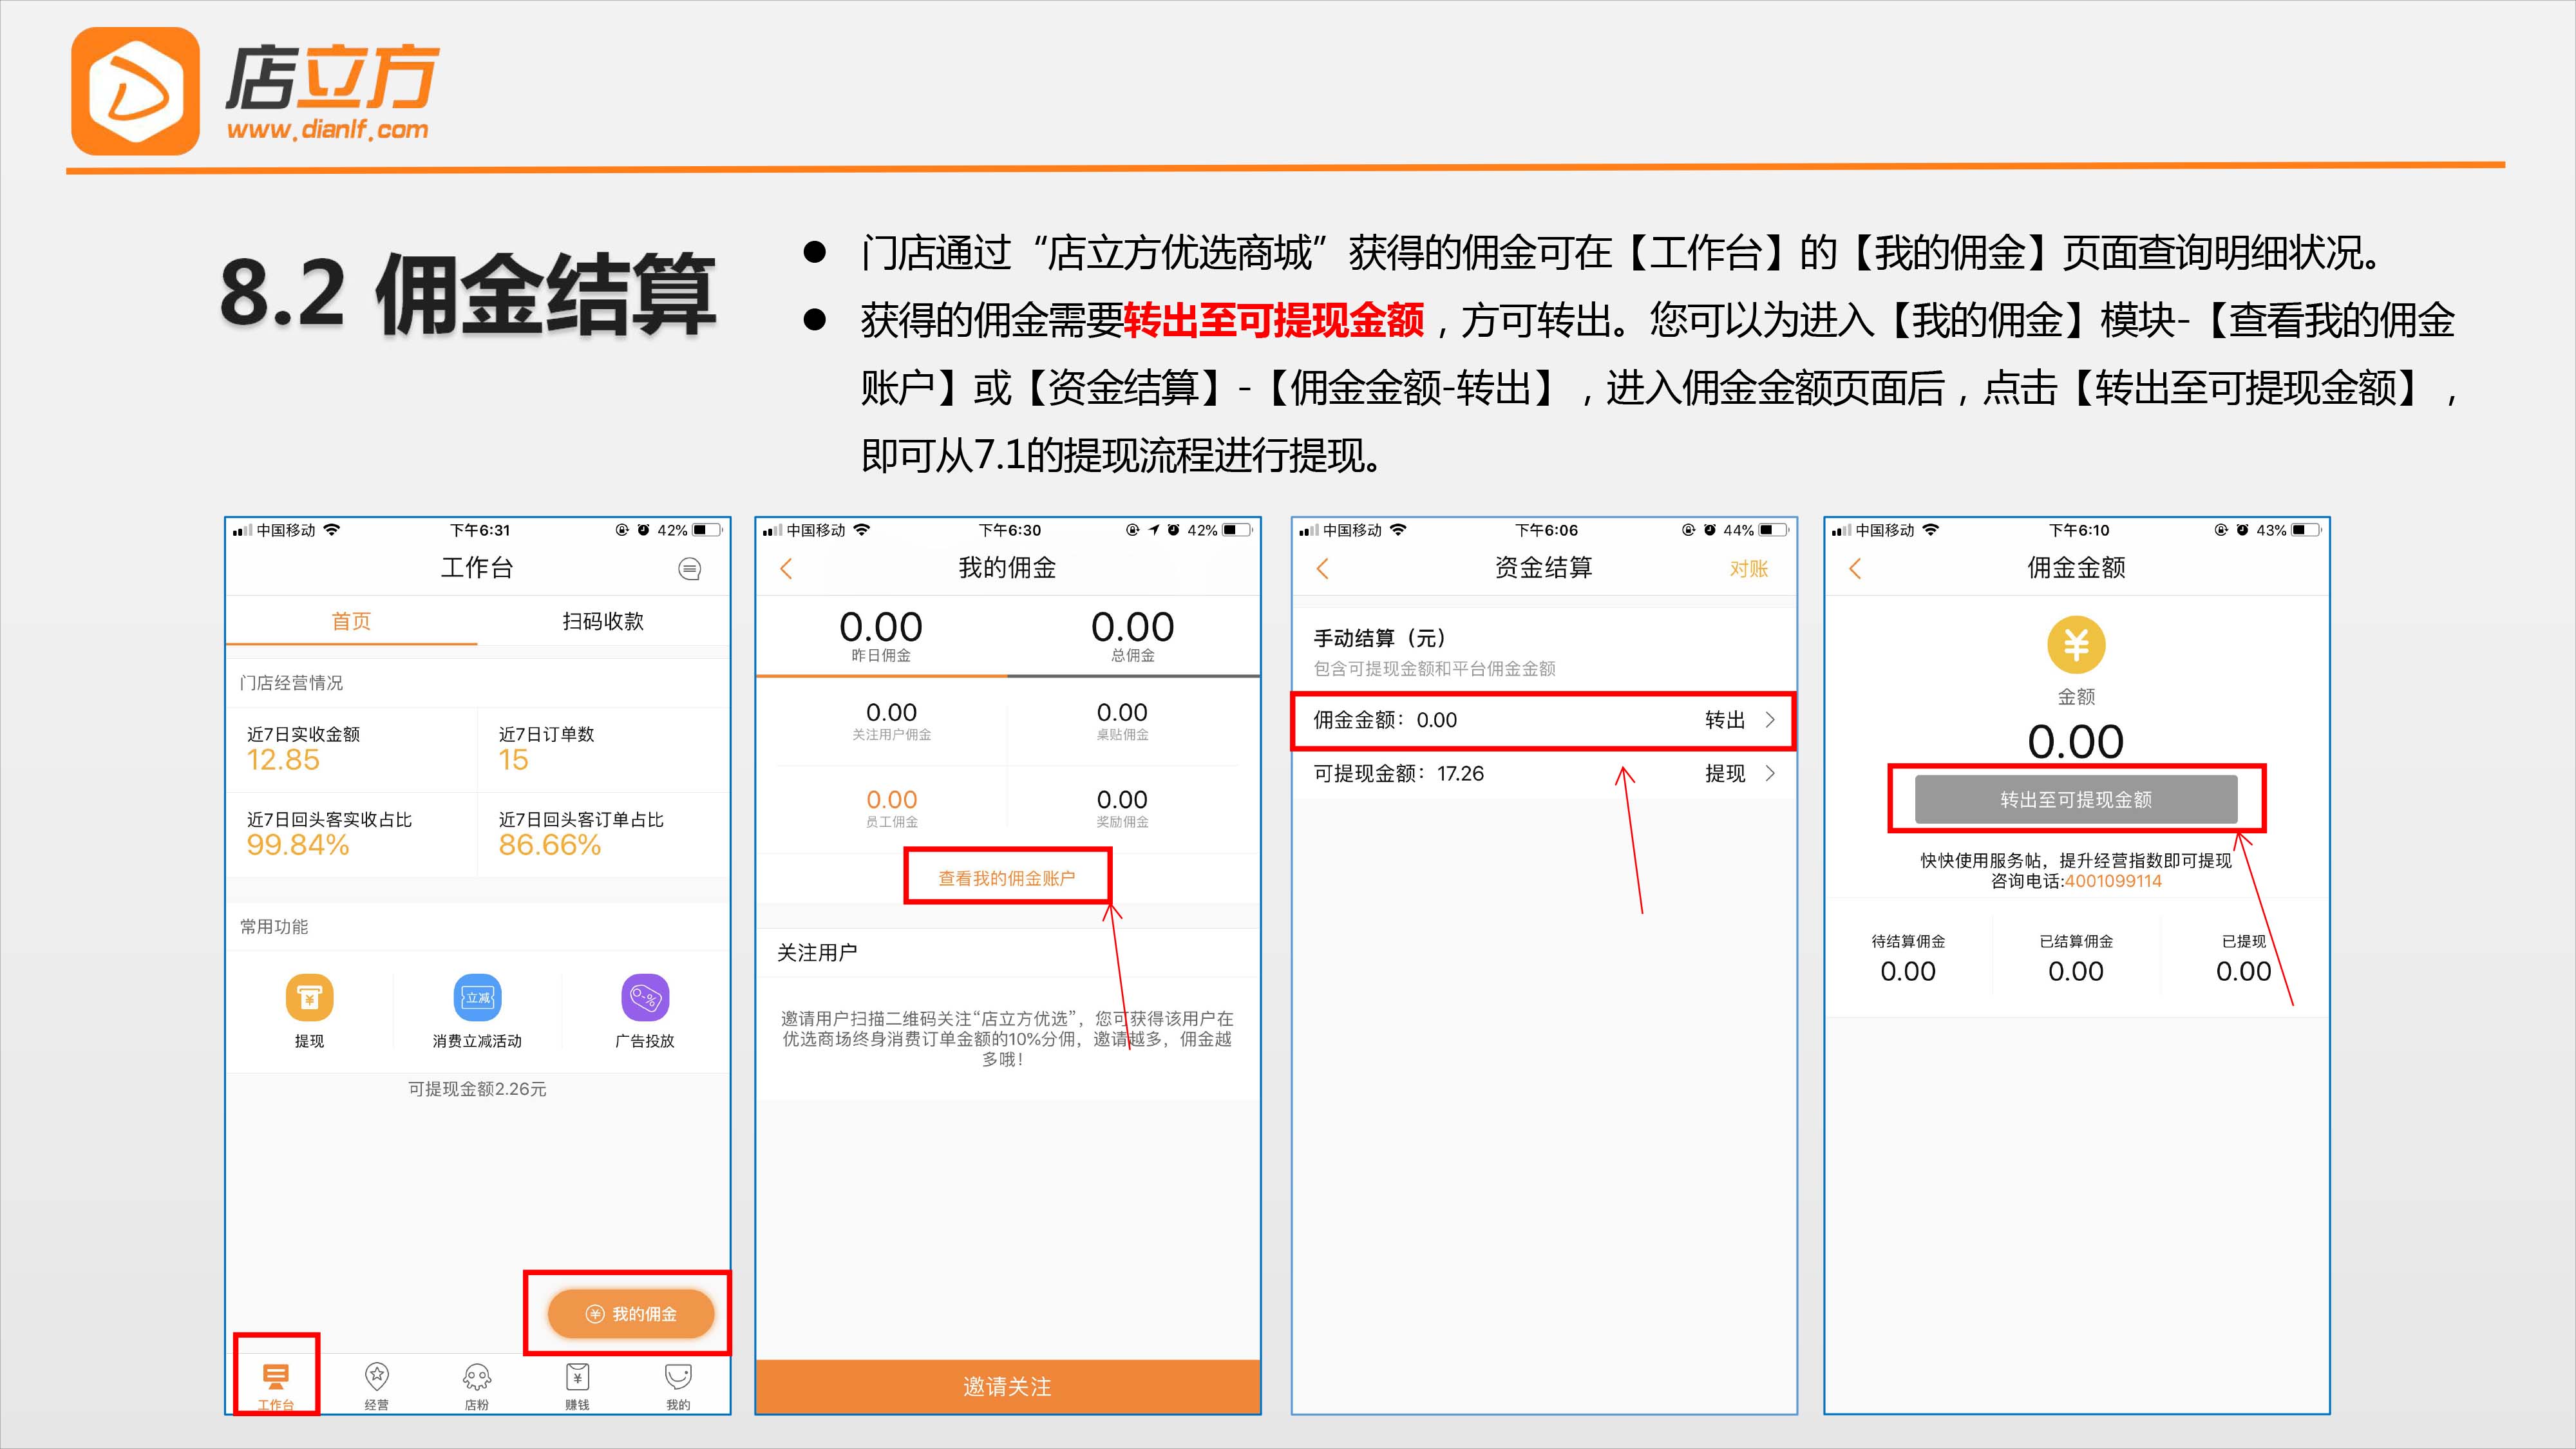 店立方
www.dianlf.com
8.2 佣金结算
● 门店通过“店立方优选商城”获得的佣金可在【工作台】的【我的佣金】页面查询明细状况。
● 获得的佣金需要转出至可提现金额，方可转出。您可以为进入【我的佣金】模块-【查看我的佣金
账户】或【资金结算】-【佣金金额-转出】，进入佣金金额页面后，点击【转出至可提现金额】，
即可从7.1的提现流程进行提现。
中国移动 下午6:31 42%
工作台
首页 扫码收款
门店经营情况
近7日实收金额 近7日订单数
12.85 15
近7日回头客实收占比 近7日回头客订单占比
99.84% 86.66%
常用功能
立减
提现 消费立减活动 广告投放
可提现金额2.26元
¥ 我的佣金
工作台 经营 店粉 赚钱 我的
中国移动 下午6:30 42%
我的佣金
0.00 0.00
昨日佣金 总佣金
0.00 0.00
关注用户佣金 桌贴佣金
0.00 0.00
员工佣金 奖励佣金
查看我的佣金账户
关注用户
邀请用户扫描二维码关注“店立方优选”，您可获得该用户在
优选商场终身消费订单金额的10%分佣，邀请越多，佣金越
多哦！
邀请关注
中国移动 下午6:06 44%
资金结算 对账
手动结算（元）
包含可提现金额和平台佣金金额
佣金金额：0.00 转出
可提现金额：17.26 提现
中国移动 下午6:10 43%
佣金金额
¥
金额
0.00
转出至可提现金额
快快使用服务帖，提升经营指数即可提现
咨询电话:4001099114
待结算佣金 已结算佣金 已提现
0.00 0.00 0.00